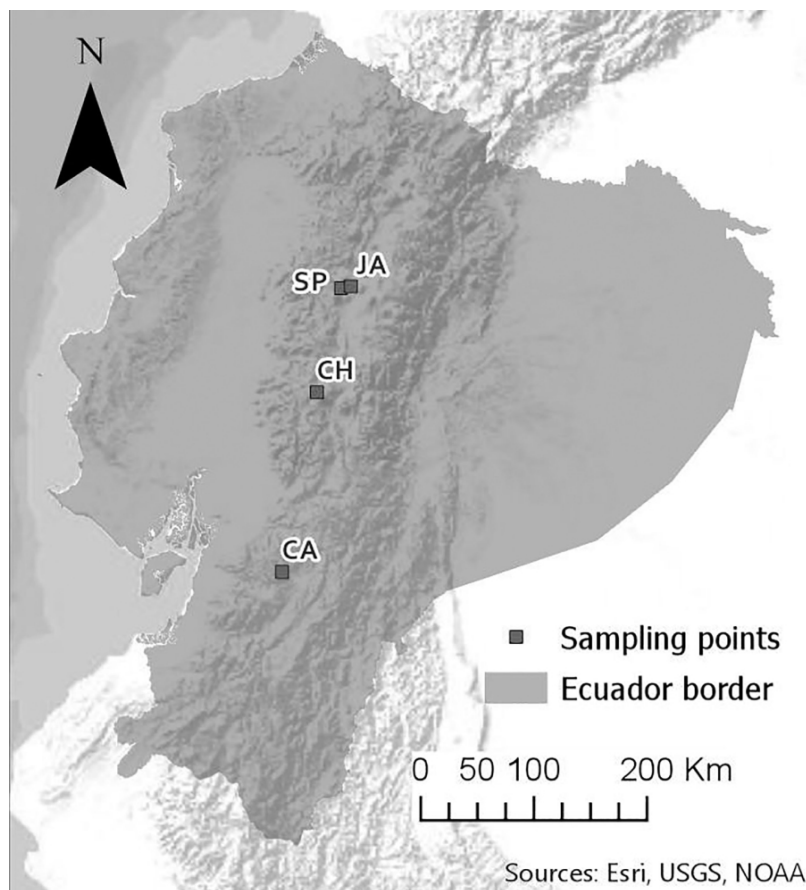 N
SP JA
CH
CA
Sampling points
Ecuador border
0 50 100 200 Km
Sources: Esri, USGS, NOAA